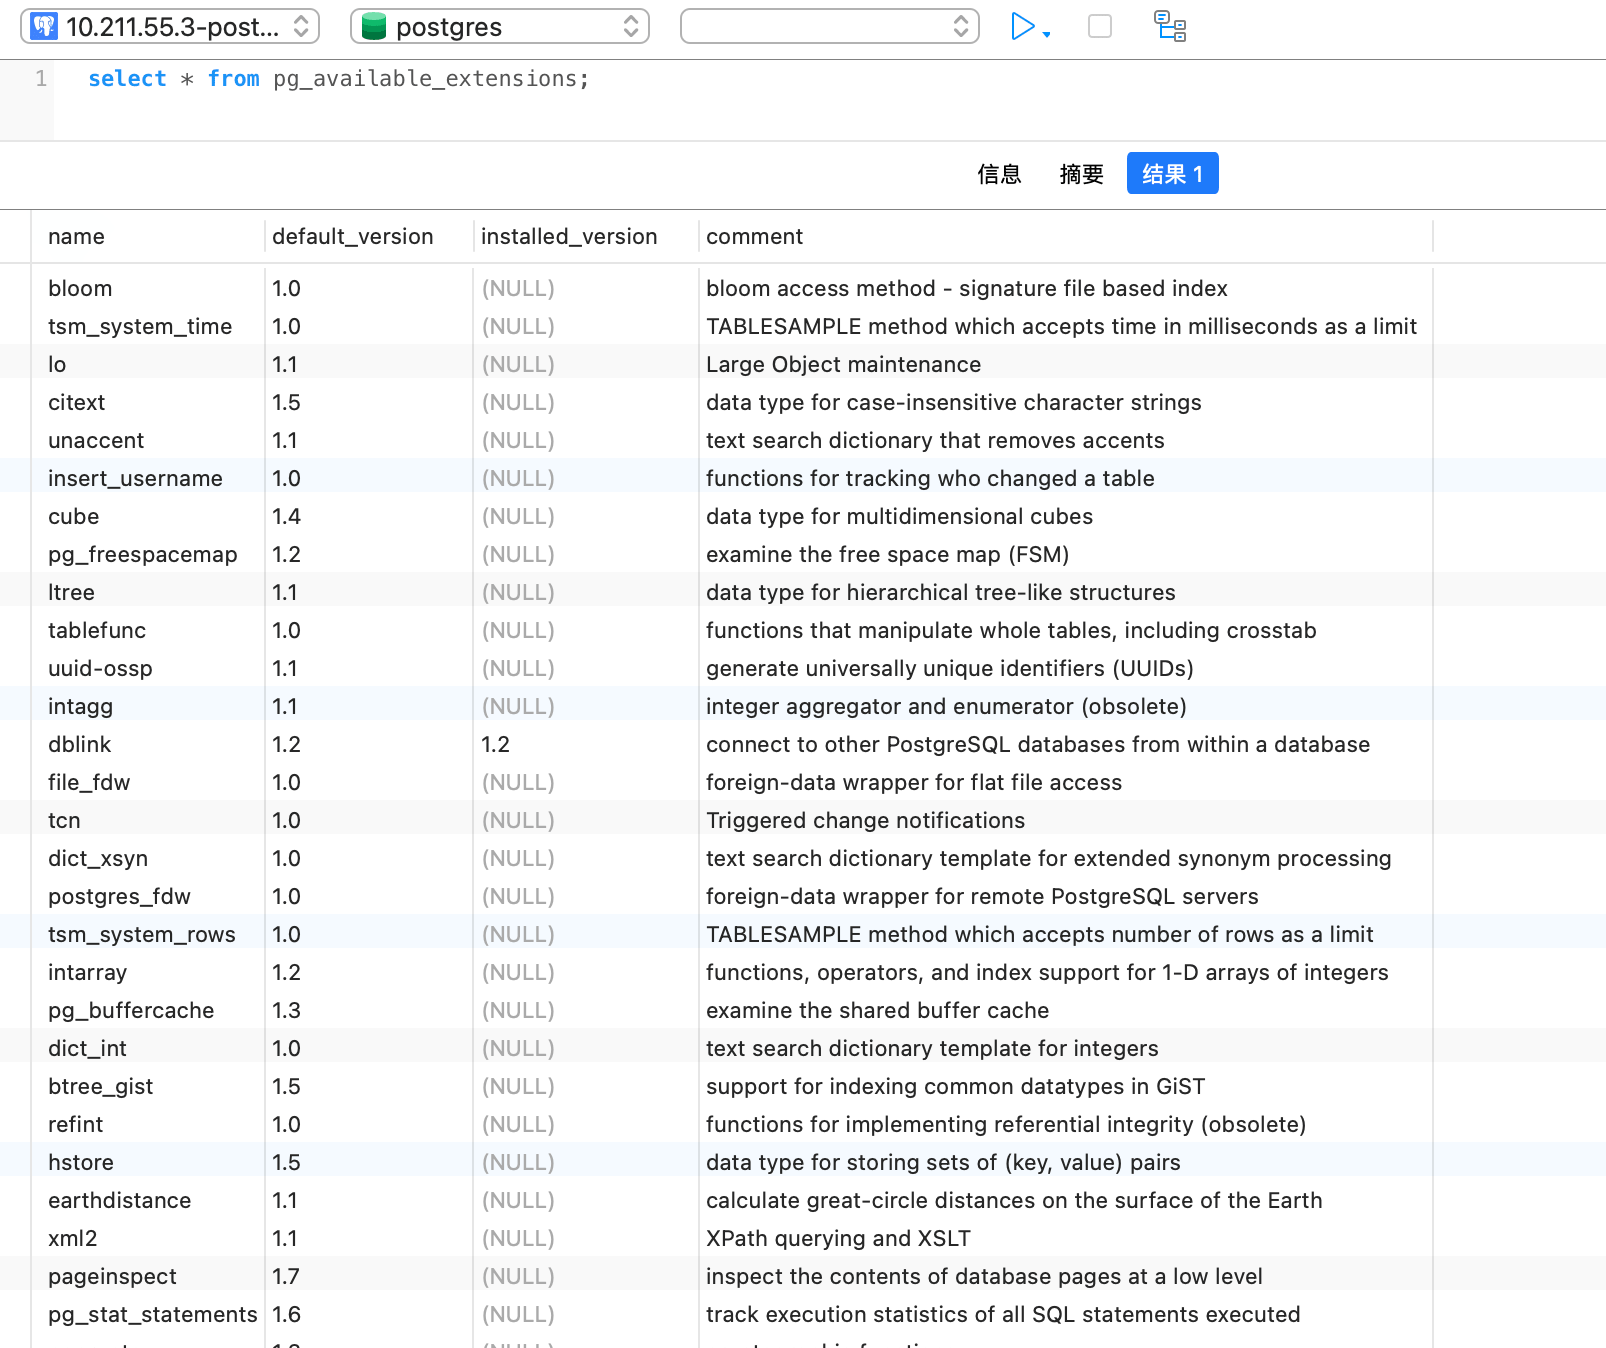 10.211.55.3-post... postgres
1 select * from pg_available_extensions;
信息 摘要 结果 1
name default_version installed_version comment
bloom 1.0 (NULL) bloom access method - signature file based index
tsm_system_time 1.0 (NULL) TABLESAMPLE method which accepts time in milliseconds as a limit
lo 1.1 (NULL) Large Object maintenance
citext 1.5 (NULL) data type for case-insensitive character strings
unaccent 1.1 (NULL) text search dictionary that removes accents
insert_username 1.0 (NULL) functions for tracking who changed a table
cube 1.4 (NULL) data type for multidimensional cubes
pg_freespacemap 1.2 (NULL) examine the free space map (FSM)
ltree 1.1 (NULL) data type for hierarchical tree-like structures
tablefunc 1.0 (NULL) functions that manipulate whole tables, including crosstab
uuid-ossp 1.1 (NULL) generate universally unique identifiers (UUIDs)
intagg 1.1 (NULL) integer aggregator and enumerator (obsolete)
dblink 1.2 1.2 connect to other PostgreSQL databases from within a database
file_fdw 1.0 (NULL) foreign-data wrapper for flat file access
tcn 1.0 (NULL) Triggered change notifications
dict_xsyn 1.0 (NULL) text search dictionary template for extended synonym processing
postgres_fdw 1.0 (NULL) foreign-data wrapper for remote PostgreSQL servers
tsm_system_rows 1.0 (NULL) TABLESAMPLE method which accepts number of rows as a limit
intarray 1.2 (NULL) functions, operators, and index support for 1-D arrays of integers
pg_buffercache 1.3 (NULL) examine the shared buffer cache
dict_int 1.0 (NULL) text search dictionary template for integers
btree_gist 1.5 (NULL) support for indexing common datatypes in GiST
refint 1.0 (NULL) functions for implementing referential integrity (obsolete)
hstore 1.5 (NULL) data type for storing sets of (key, value) pairs
earthdistance 1.1 (NULL) calculate great-circle distances on the surface of the Earth
xml2 1.1 (NULL) XPath querying and XSLT
pageinspect 1.7 (NULL) inspect the contents of database pages at a low level
pg_stat_statements 1.6 (NULL) track execution statistics of all SQL statements executed